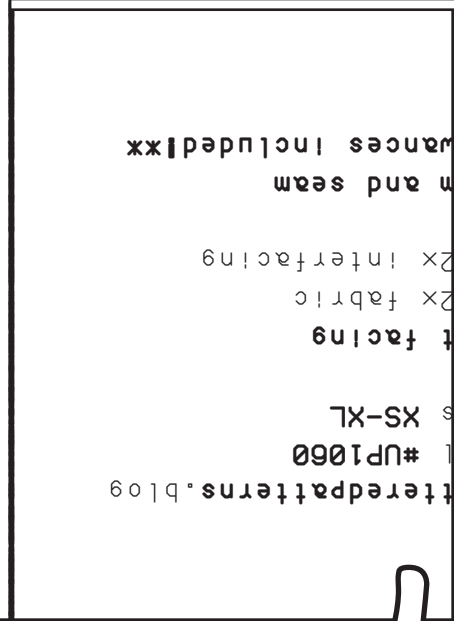 tteredpatterns.blog
l #UP1060
s XS-XL
t facing
2x fabric
2x interfacing
m and seam
wances included!**